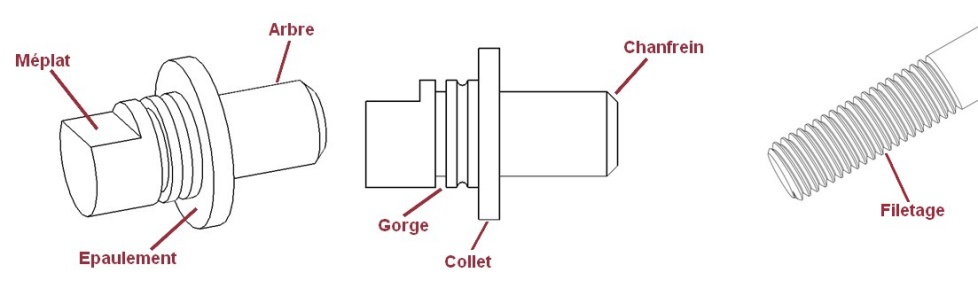 Méplat
Arbre
Epaulement
Gorge
Collet
Chanfrein
Filetage